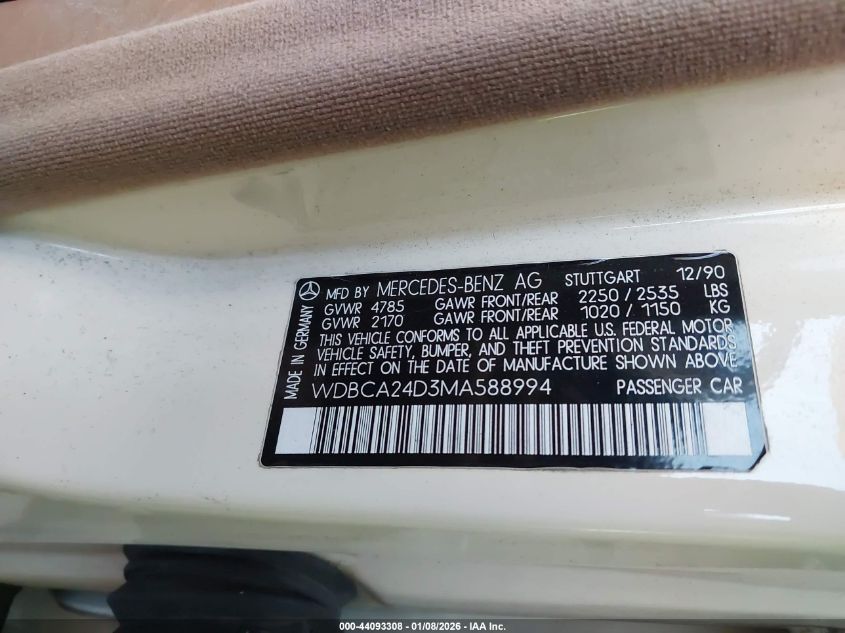 MADE IN GERMANY
MFD BY MERCEDES-BENZ AG STUTTGART 12/90
GVWR 4785 GAWR FRONT/REAR 2250 / 2535 LBS
GVWR 2170 GAWR FRONT/REAR 1020 / 1150 KG
THIS VEHICLE CONFORMS TO ALL APPLICABLE U.S. FEDERAL MOTOR
VEHICLE SAFETY, BUMPER, AND THEFT PREVENTION STANDARDS
IN EFFECT ON THE DATE OF MANUFACTURE SHOWN ABOVE
WDBCA24D3MA588994 PASSENGER CAR
000-44093308 - 01/08/2026 - IAA Inc.